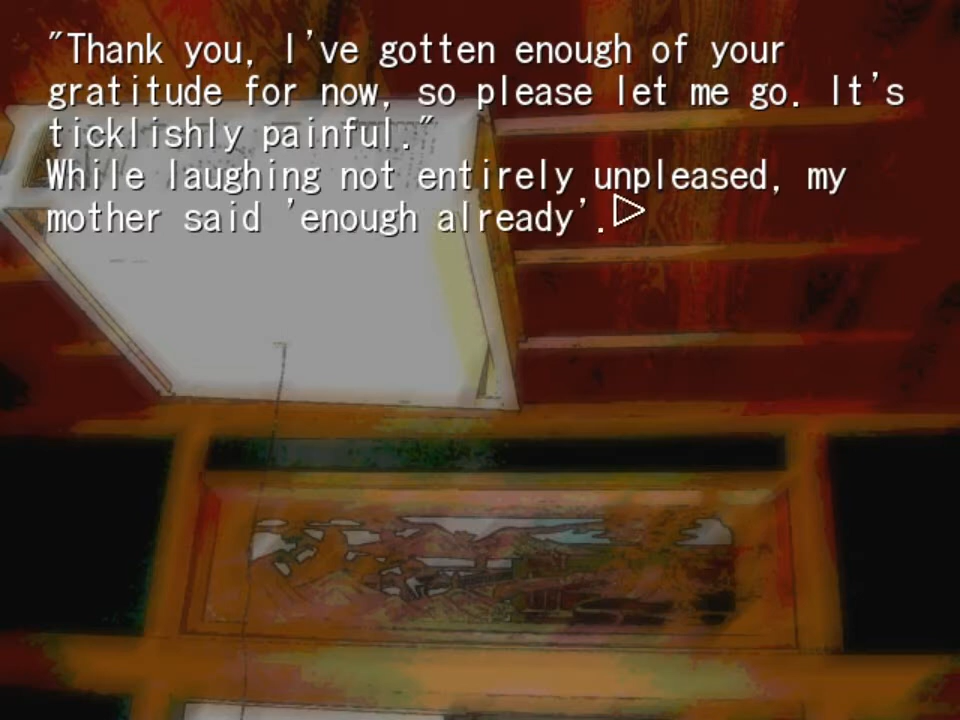 "Thank you, I've gotten enough of your
gratitude for now, so please let me go. It's
ticklishly painful."
While laughing not entirely unpleased, my
mother said 'enough already'.